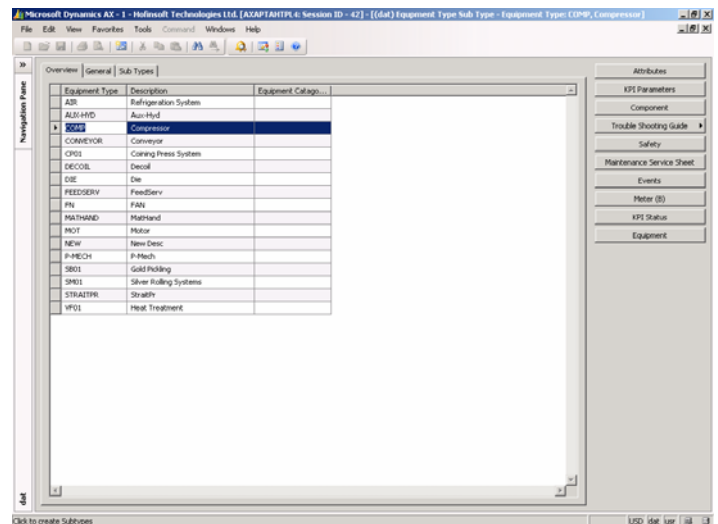 Microsoft Dynamics AX - 1 - Hofinsoft Technologies Ltd. [AXAPTAHTPL4: Session ID - 42] - [(dat) Equipment Type Sub Type - Equipment Type: COMP, Compressor]
File Edit View Favorites Tools Command Windows Help
Navigation Pane
dat
Overview General Sub Types
Equipment Type Description Equipment Catago...
AIR Refrigeration System
AUX-HYD Aux-Hyd
COMP Compressor
CONVEYOR Conveyor
CP01 Coining Press System
DECOIL Decoil
DIE Die
FEEDSERV FeedServ
FN FAN
MATHAND MatHand
MOT Motor
NEW New Desc
P-MECH P-Mech
SB01 Gold Pickling
SM01 Silver Rolling Systems
STRAITPR StraitPr
VF01 Heat Treatment
Attributes
KPI Parameters
Component
Trouble Shooting Guide
Safety
Maintenance Service Sheet
Events
Meter (B)
KPI Status
Equipment
Click to create Subtypes
USD dat usr